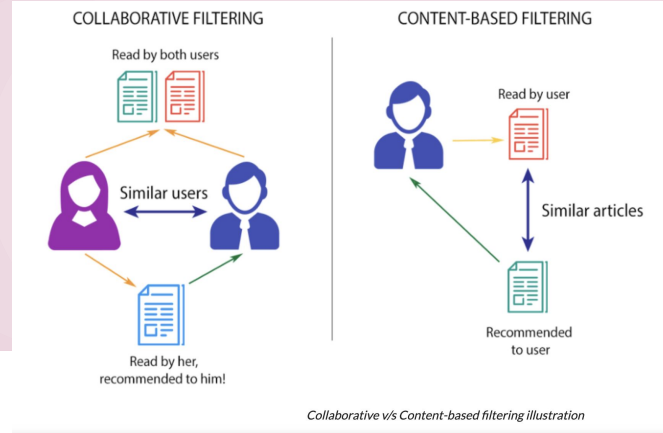 COLLABORATIVE FILTERING
Read by both users
Similar users
Read by her,
recommended to him!
CONTENT-BASED FILTERING
Read by user
Similar articles
Recommended
to user
Collaborative v/s Content-based filtering illustration